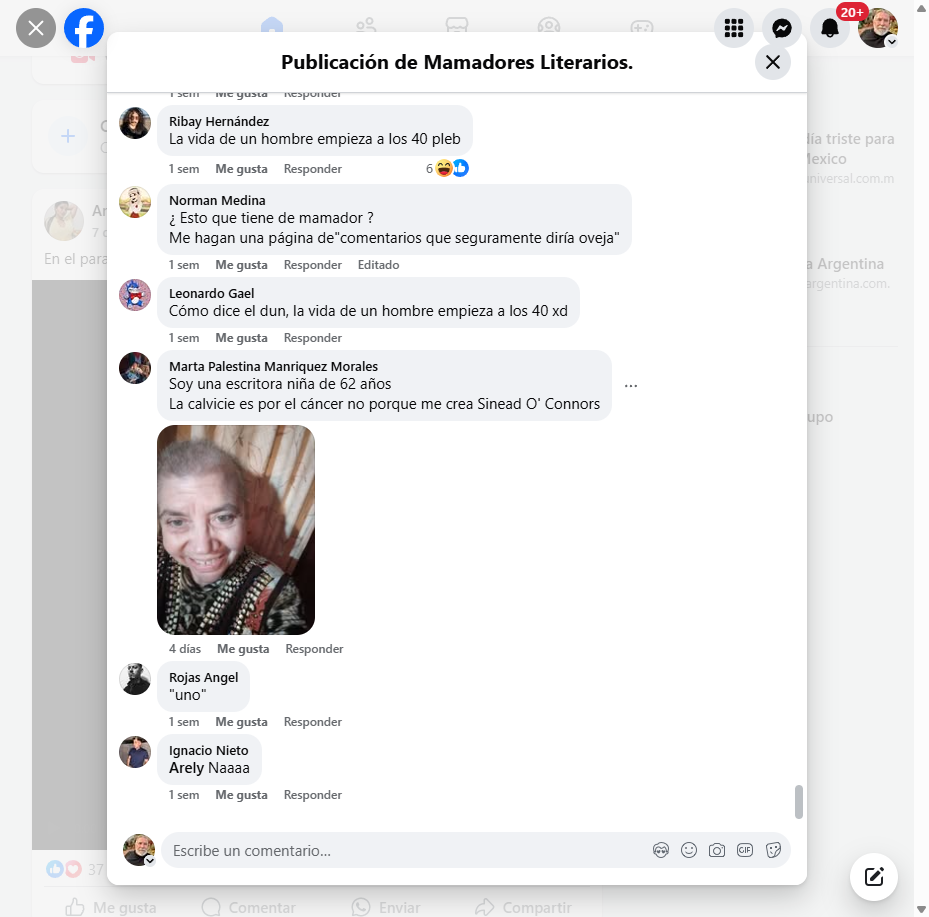 20+
Publicación de Mamadores Literarios.
1 sem Me gusta Responder
Ribay Hernández
La vida de un hombre empieza a los 40 pleb
1 sem Me gusta Responder 6
Norman Medina
¿ Esto que tiene de mamador ?
Me hagan una página de"comentarios que seguramente diría oveja"
1 sem Me gusta Responder Editado
Leonardo Gael
Cómo dice el dun, la vida de un hombre empieza a los 40 xd
1 sem Me gusta Responder
Marta Palestina Manriquez Morales
Soy una escritora niña de 62 años
La calvicie es por el cáncer no porque me crea Sinead O' Connors
4 días Me gusta Responder
Rojas Angel
"uno"
1 sem Me gusta Responder
Ignacio Nieto
Arely Naaaa
1 sem Me gusta Responder
Escribe un comentario...
GIF
En el para
día triste para
Mexico
universal.com.m
a Argentina
argentina.com.
upo
37
Me gusta Comentar Enviar Compartir